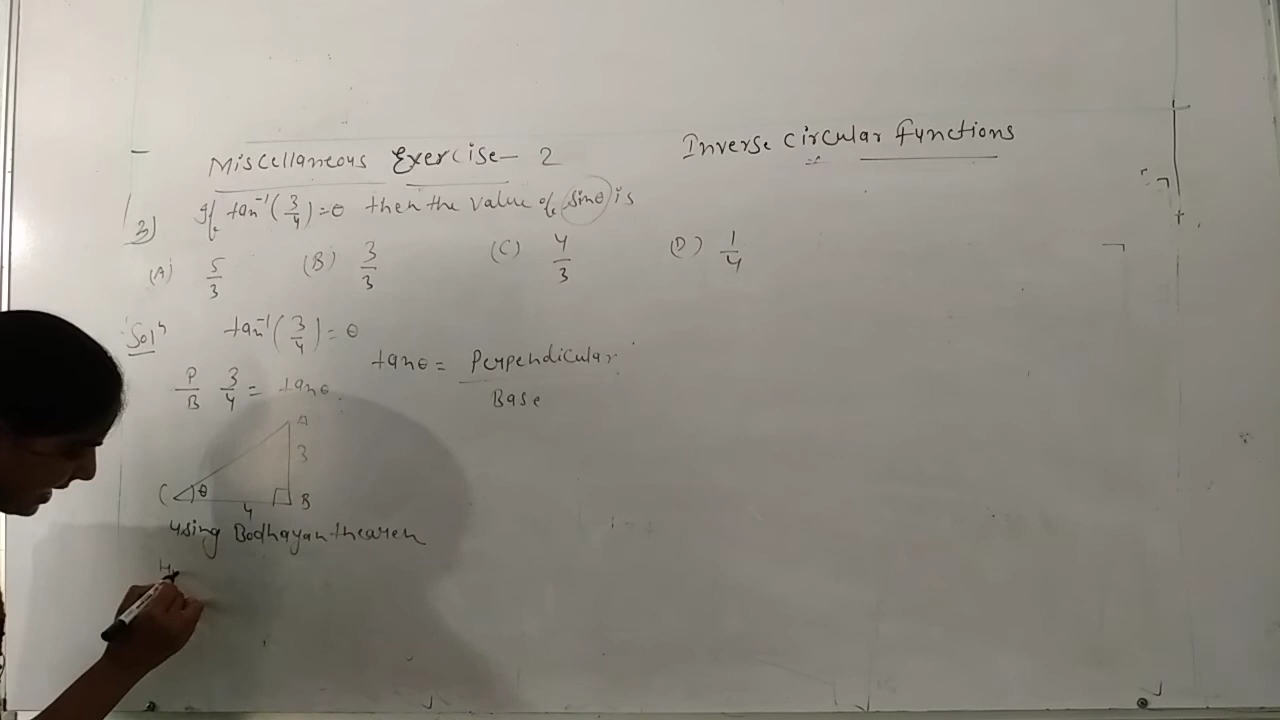 Miscellaneous Exercise- 2
Inverse circular functions
3) If tan⁻¹(3/4)=θ then the value of sinθ is
(A) 5/3 (B) 3/3 (C) 4/3 (D) 1/4
Solⁿ tan⁻¹(3/4)=θ
P/B 3/4 = tanθ.
tanθ = Perpendicular/Base
A
3
C θ
4 B
using Bodhayan thearen
H